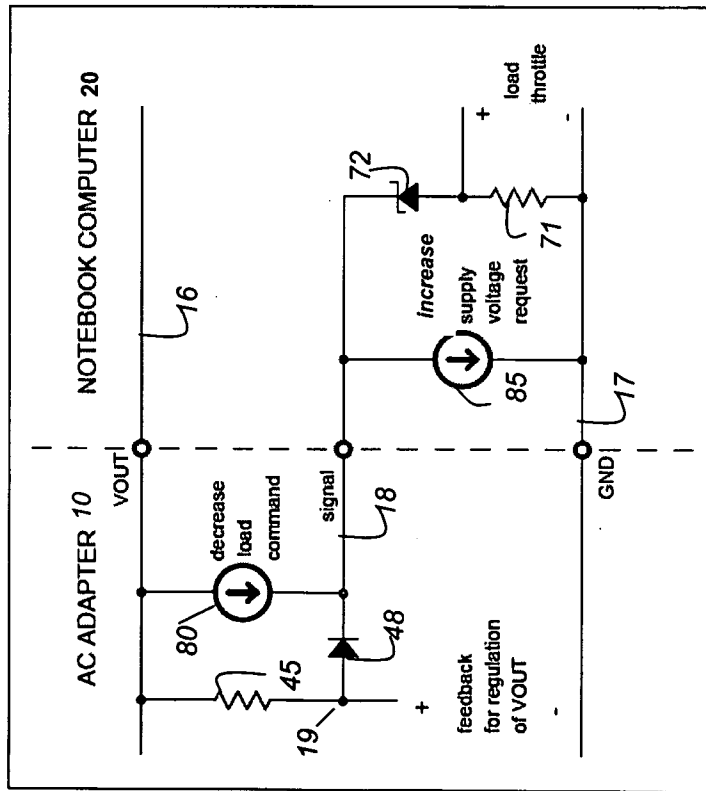 AC ADAPTER 10
NOTEBOOK COMPUTER 20
VOUT
16
80
decrease
load
command
45
19
48
signal
18
feedback
for regulation
of VOUT
+
-
GND
17
85
increase
supply
voltage
request
72
71
+
load
throttle
-